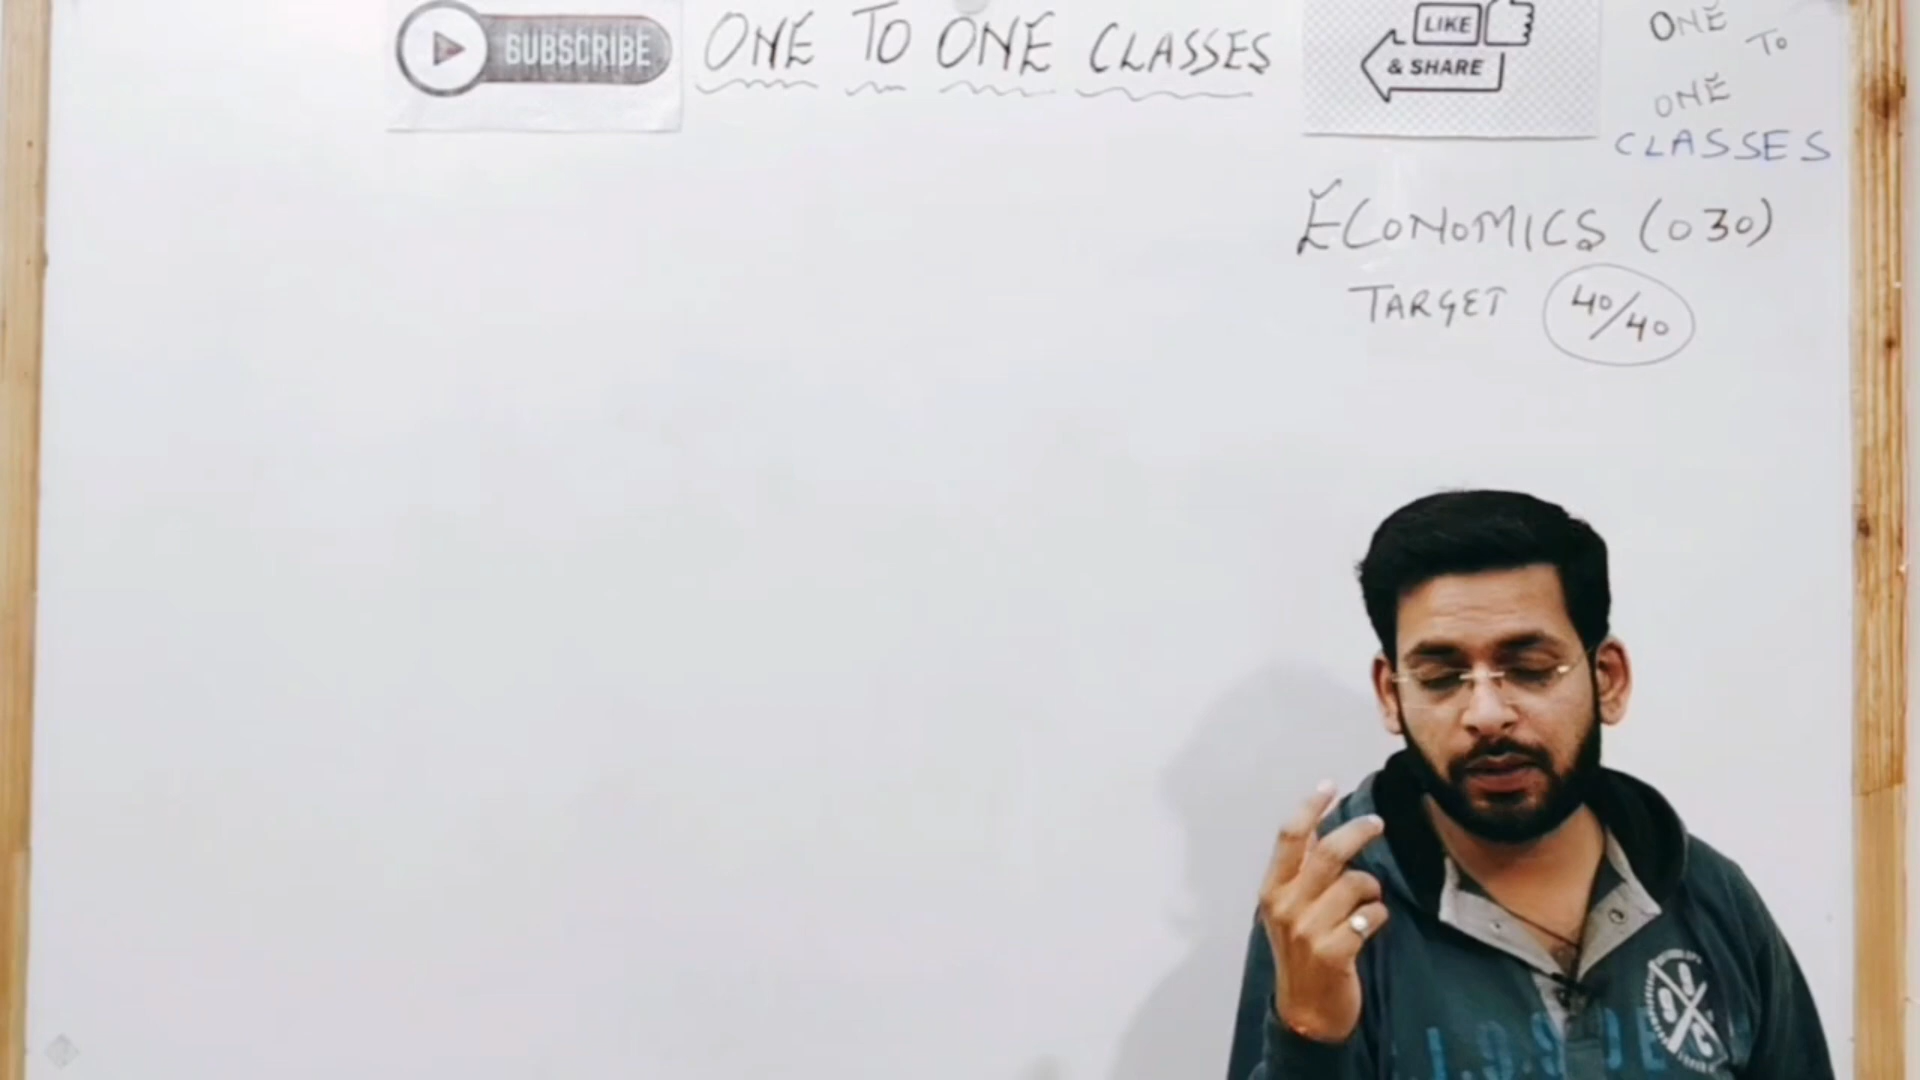 SUBSCRIBE
ONE TO ONE CLASSES
LIKE
& SHARE
ONE TO
ONE
CLASSES
ECONOMICS (030)
TARGET 40/40